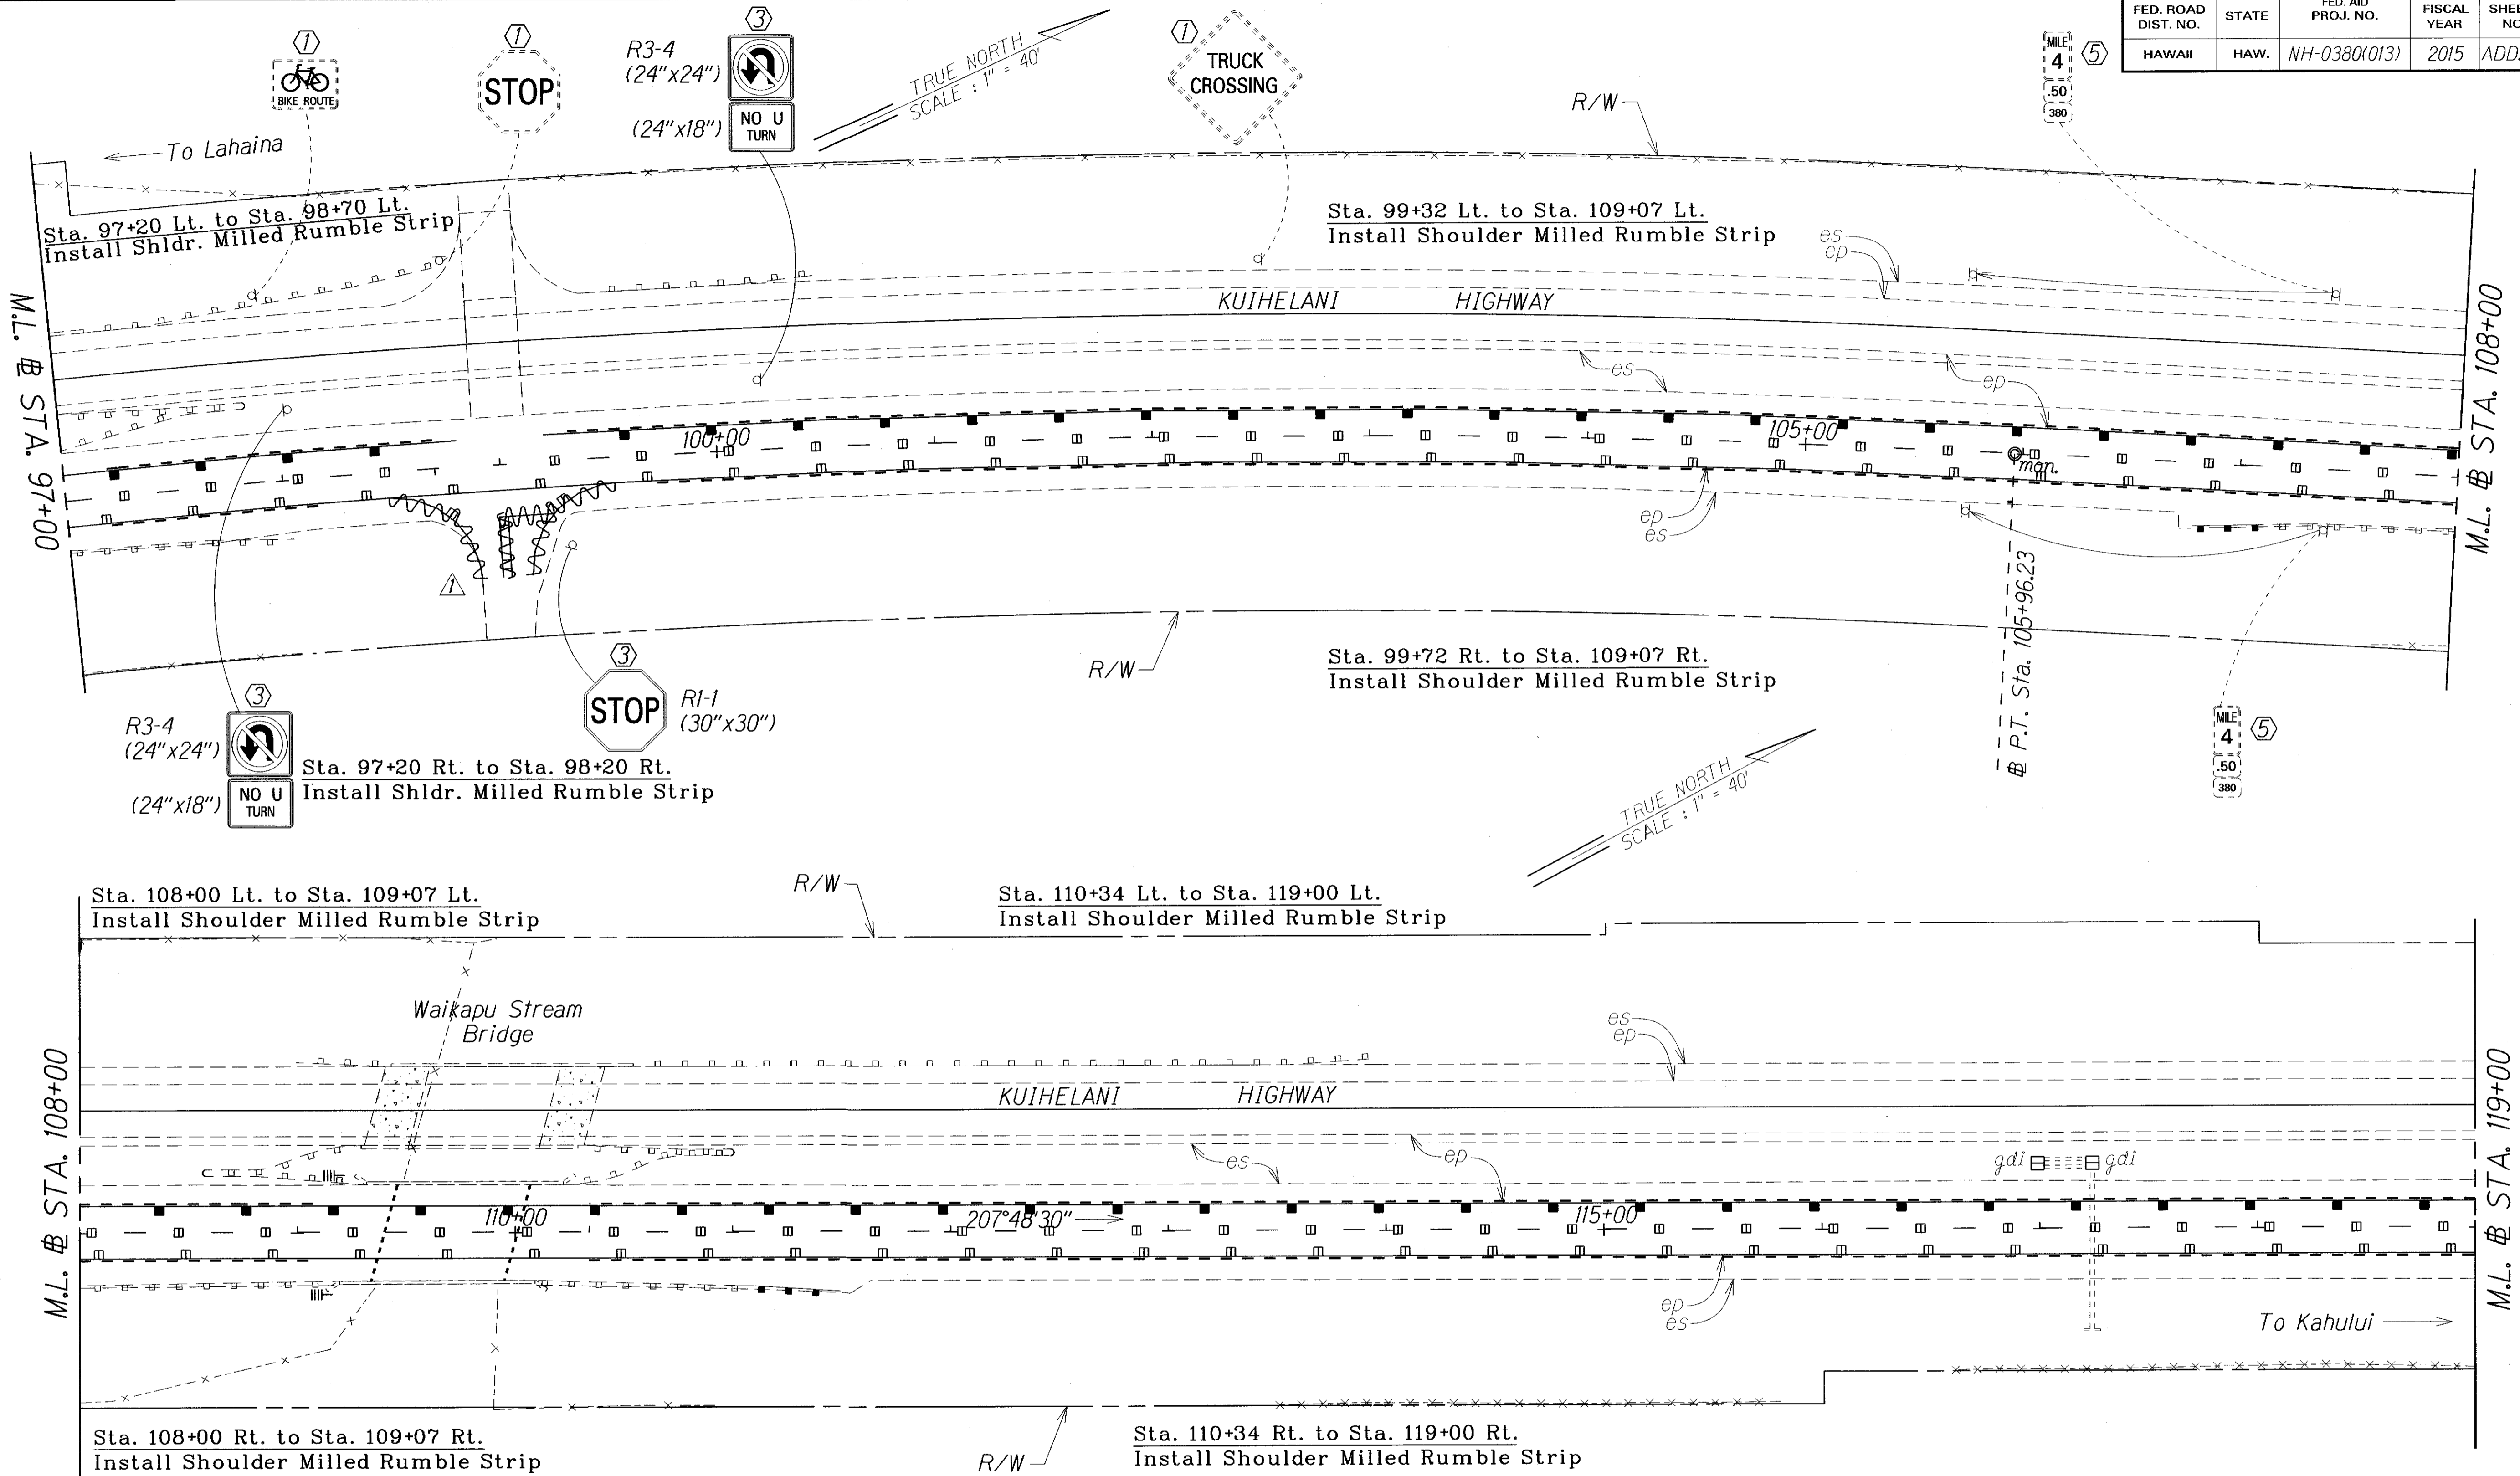 FED. ROAD DIST. NO.
STATE
FED. AID PROJ. NO.
FISCAL YEAR
HAWAII
HAW.
NH-0380(013)
2015
ADD.
1
BIKE ROUTE
1
STOP
3
R3-4
(24"x24")
(24"x18")
NO U
TURN
TRUE NORTH
SCALE : 1" = 40'
1
TRUCK
CROSSING
R/W
MILE
4
.50
380
5
To Lahaina
Sta. 97+20 Lt. to Sta. 98+70 Lt.
Install Shldr. Milled Rumble Strip
Sta. 99+32 Lt. to Sta. 109+07 Lt.
Install Shoulder Milled Rumble Strip
es
ep
KUIHELANI HIGHWAY
M.L. BL STA. 97+00
M.L. BL STA. 108+00
es
ep
100+00
105+00
man.
ep
es
1
BL P.T. Sta. 105+96.23
R/W
Sta. 99+72 Rt. to Sta. 109+07 Rt.
Install Shoulder Milled Rumble Strip
3
STOP
R1-1
(30"x30")
3
R3-4
(24"x24")
(24"x18")
NO U
TURN
Sta. 97+20 Rt. to Sta. 98+20 Rt.
Install Shldr. Milled Rumble Strip
MILE
4
.50
380
5
TRUE NORTH
SCALE : 1" = 40'
Sta. 108+00 Lt. to Sta. 109+07 Lt.
Install Shoulder Milled Rumble Strip
R/W
Sta. 110+34 Lt. to Sta. 119+00 Lt.
Install Shoulder Milled Rumble Strip
Waikapu Stream
Bridge
es
ep
KUIHELANI HIGHWAY
M.L. BL STA. 108+00
M.L. BL STA. 119+00
es
ep
gdi
gdi
110+00
207°48'30"
115+00
ep
es
To Kahului
Sta. 108+00 Rt. to Sta. 109+07 Rt.
Install Shoulder Milled Rumble Strip
R/W
Sta. 110+34 Rt. to Sta. 119+00 Rt.
Install Shoulder Milled Rumble Strip